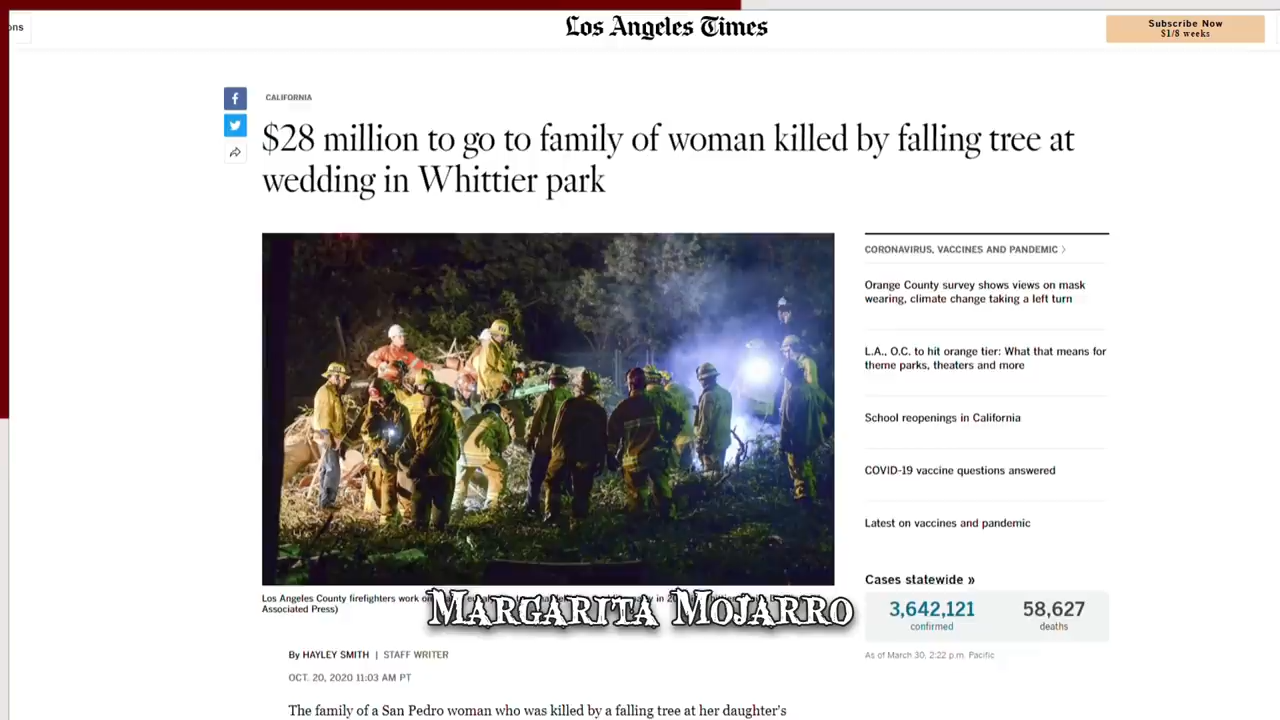 ons
Los Angeles Times
Subscribe Now
$1/8 weeks
CALIFORNIA
$28 million to go to family of woman killed by falling tree at
wedding in Whittier park
CORONAVIRUS, VACCINES AND PANDEMIC
Orange County survey shows views on mask
wearing, climate change taking a left turn
L.A., O.C. to hit orange tier: What that means for
theme parks, theaters and more
School reopenings in California
COVID-19 vaccine questions answered
Latest on vaccines and pandemic
Cases statewide »
3,642,121
confirmed
58,627
deaths
As of March 30, 2:22 p.m. Pacific
Los Angeles County firefighters work
Associated Press)
MARGARITA MOJARRO
By HAYLEY SMITH | STAFF WRITER
OCT. 20, 2020 11:03 AM PT
The family of a San Pedro woman who was killed by a falling tree at her daughter's